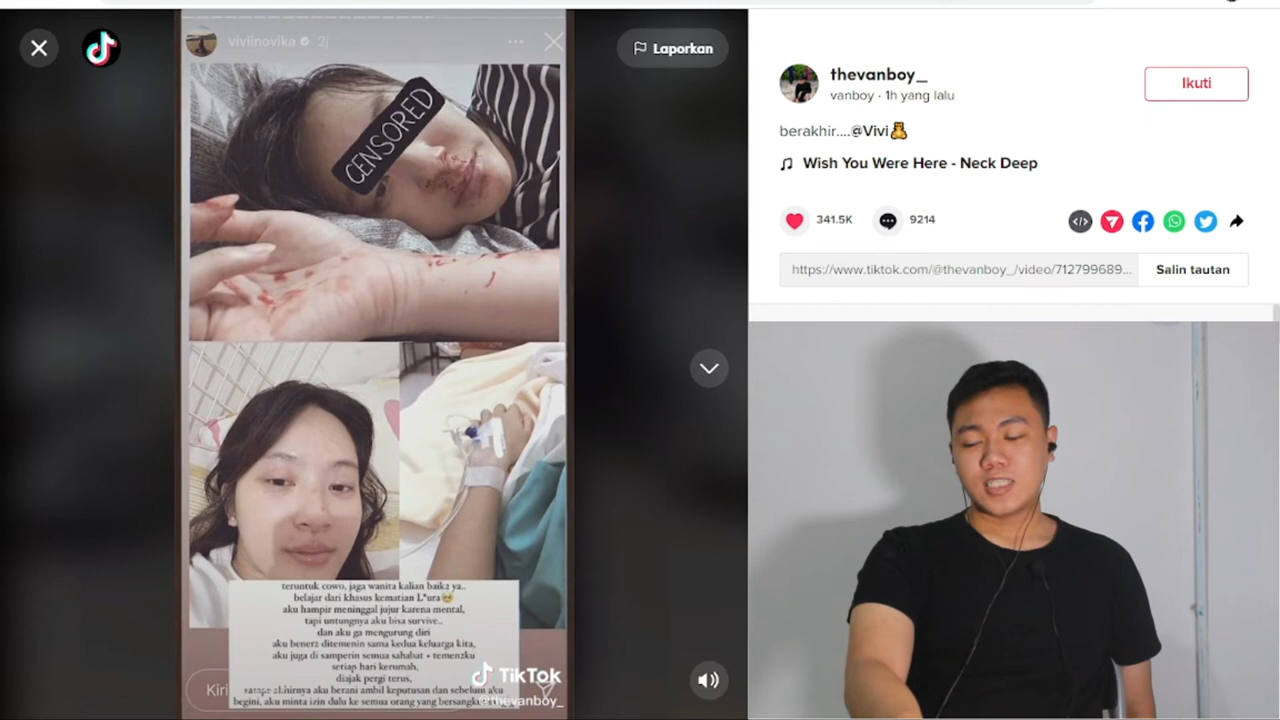 viviinovika 2j
Laporkan
CENSORED
teruntuk cowo, jaga wanita kalian baik2 ya..
belajar dari khasus kematian L*ura🥺
aku hampir meninggal jujur karena mental,
tapi untungnya aku bisa survive..
dan aku ga mengurung diri
aku bener2 ditemenin sama kedua keluarga kita,
aku juga di samperin semua sahabat + temen2ku
setiap hari kerumah,
diajak pergi terus,
akhirnya aku berani ambil keputusan dan sebelum aku
begini, aku minta izin dulu ke semua orang yang
Kiri
TikTok
@thevanboy_
thevanboy_
vanboy · 1h yang lalu
Ikuti
berakhir....@Vivi🧸
Wish You Were Here - Neck Deep
341.5K
9214
https://www.tiktok.com/@thevanboy_/video/712799689...
Salin tautan